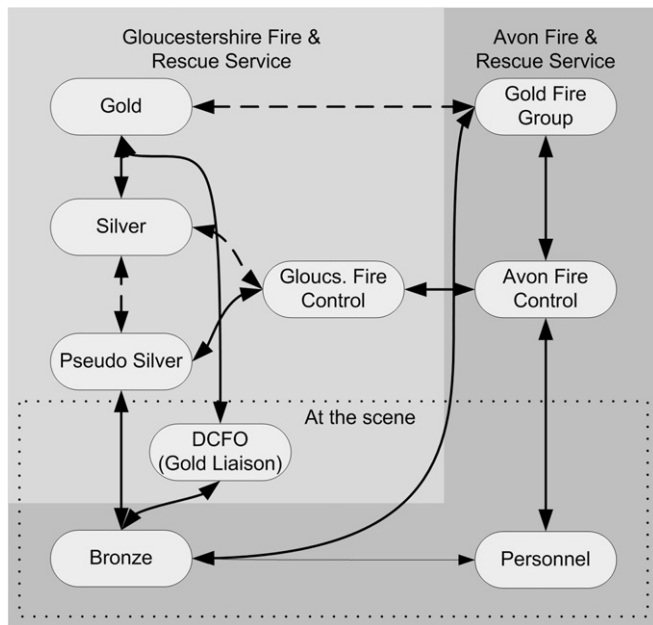 Gloucestershire Fire &
Rescue Service
Avon Fire &
Rescue Service
Gold
Gold Fire
Group
Silver
Gloucs. Fire
Control
Avon Fire
Control
Pseudo Silver
At the scene
DCFO
(Gold Liaison)
Bronze
Personnel